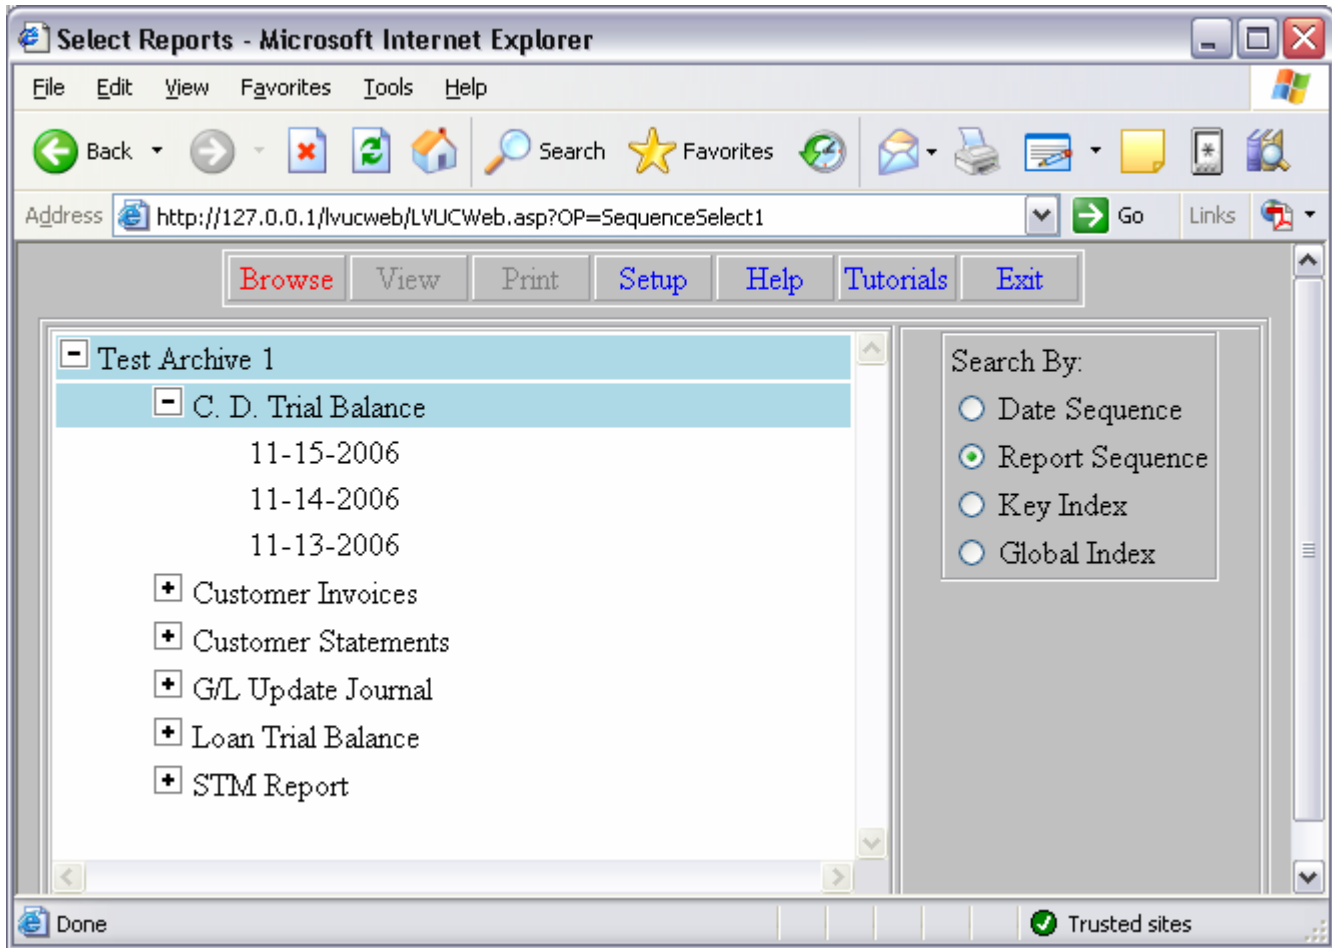 Select Reports - Microsoft Internet Explorer
File Edit View Favorites Tools Help
Back Search Favorites
Address http://127.0.0.1/lvucweb/LVUCWeb.asp?OP=SequenceSelect1 Go Links
Browse View Print Setup Help Tutorials Exit
Test Archive 1
C. D. Trial Balance
11-15-2006
11-14-2006
11-13-2006
Customer Invoices
Customer Statements
G/L Update Journal
Loan Trial Balance
STM Report
Search By:
Date Sequence
Report Sequence
Key Index
Global Index
Done Trusted sites